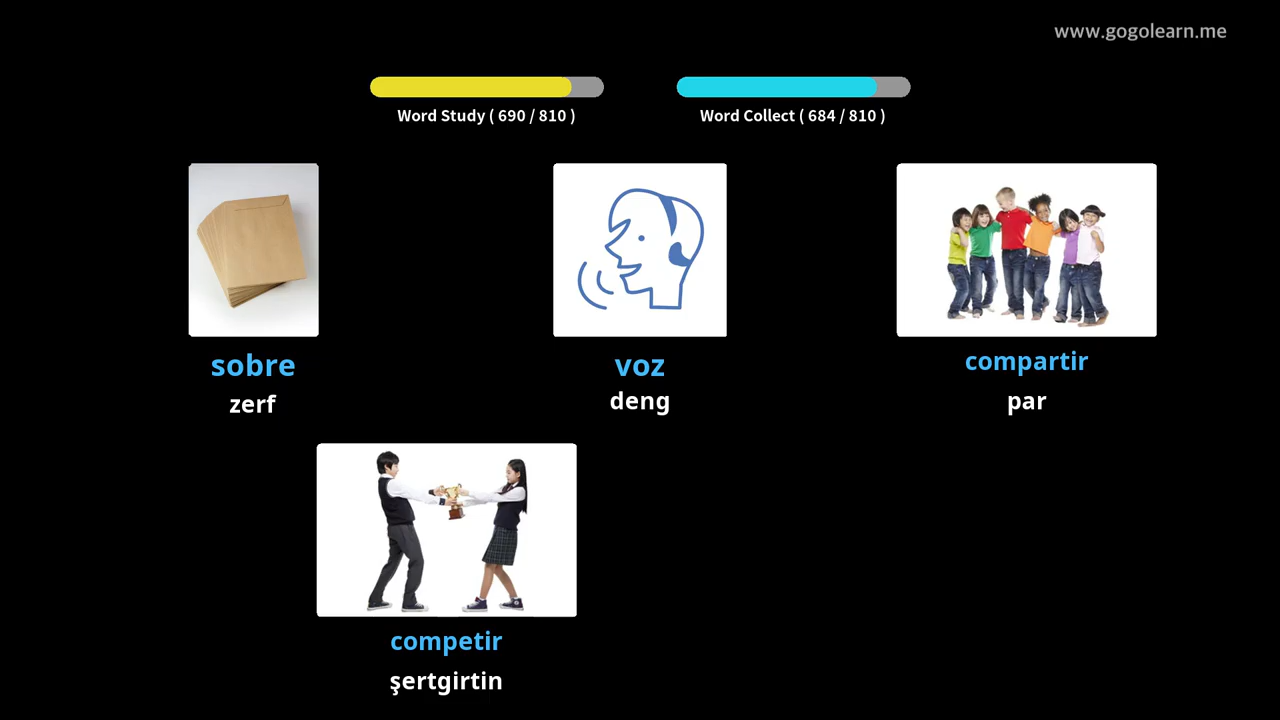 www.gogolearn.me
Word Study ( 690 / 810 )
Word Collect ( 684 / 810 )
sobre
zerf
voz
deng
compartir
par
competir
şertgirtin